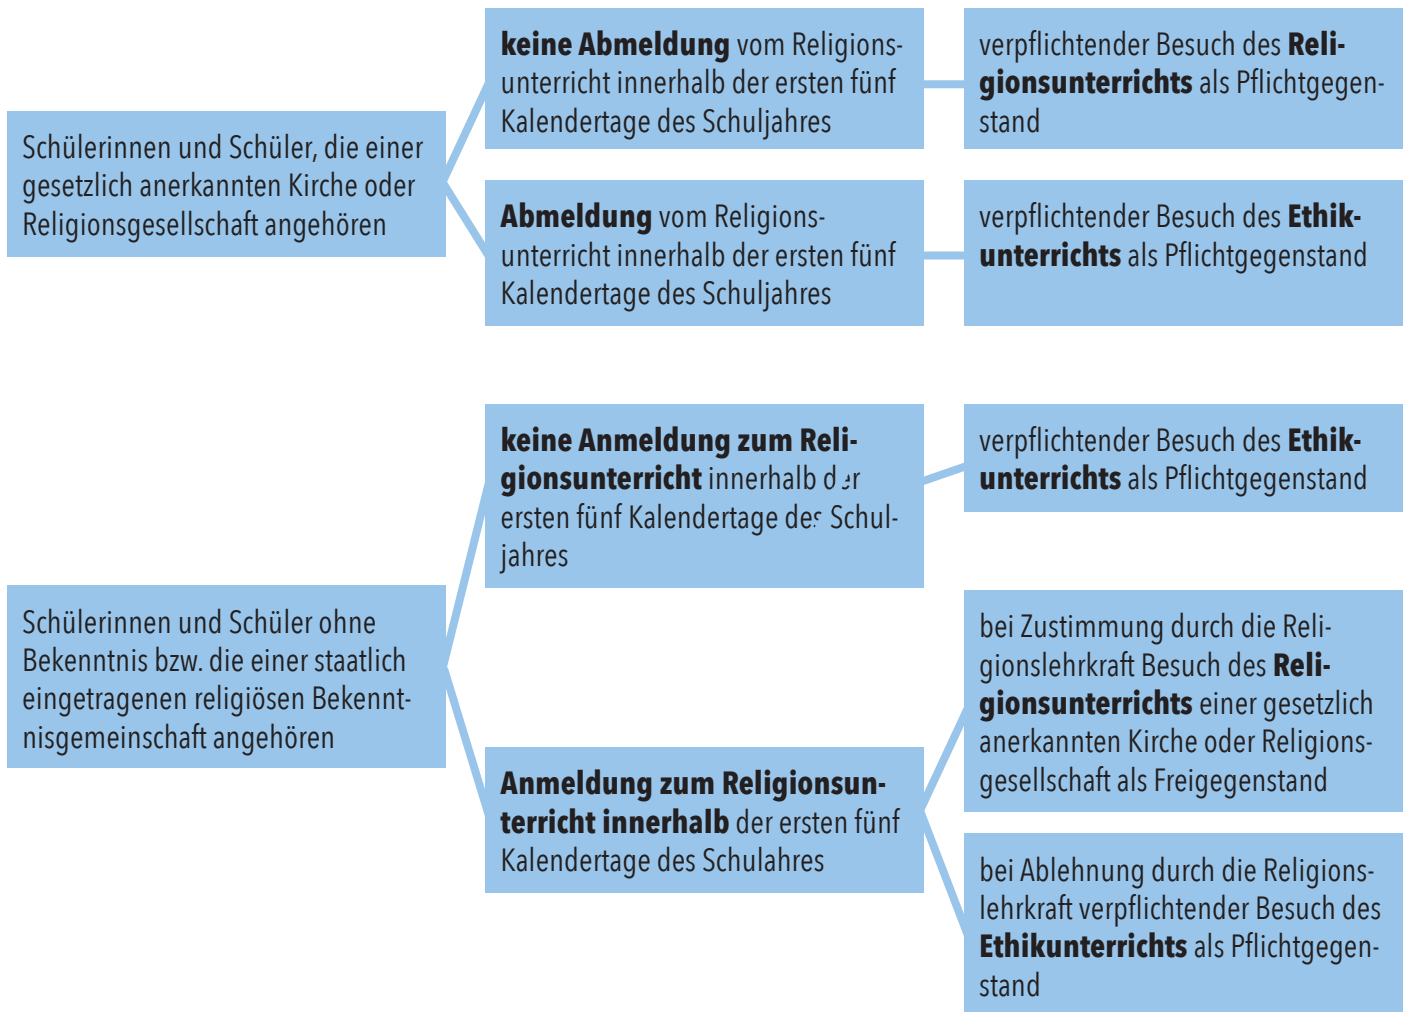 Schülerinnen und Schüler, die einer
gesetzlich anerkannten Kirche oder
Religionsgesellschaft angehören
keine Abmeldung vom Religions-
unterricht innerhalb der ersten fünf
Kalendertage des Schuljahres
verpflichtender Besuch des Reli-
gionsunterrichts als Pflichtgegen-
stand
Abmeldung vom Religions-
unterricht innerhalb der ersten fünf
Kalendertage des Schuljahres
verpflichtender Besuch des Ethik-
unterrichts als Pflichtgegenstand
Schülerinnen und Schüler ohne
Bekenntnis bzw. die einer staatlich
eingetragenen religiösen Bekennt-
nisgemeinschaft angehören
keine Anmeldung zum Reli-
gionsunterricht innerhalb der
ersten fünf Kalendertage des Schul-
jahres
verpflichtender Besuch des Ethik-
unterrichts als Pflichtgegenstand
Anmeldung zum Religionsun-
terricht innerhalb der ersten fünf
Kalendertage des Schulahres
bei Zustimmung durch die Reli-
gionslehrkraft Besuch des Reli-
gionsunterrichts einer gesetzlich
anerkannten Kirche oder Religions-
gesellschaft als Freigegenstand
bei Ablehnung durch die Religions-
lehrkraft verpflichtender Besuch des
Ethikunterrichts als Pflichtgegen-
stand